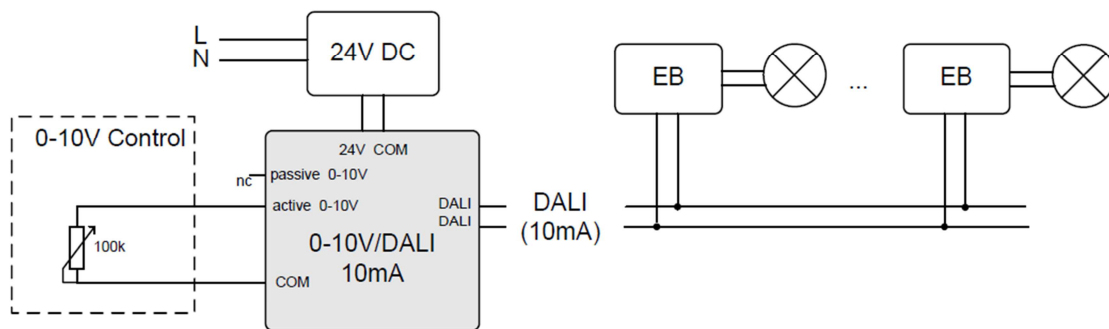 L
N
24V DC
EB
...
EB
0-10V Control
24V COM
nc
passive 0-10V
active 0-10V
DALI
DALI
DALI
(10mA)
100k
0-10V/DALI
10mA
COM